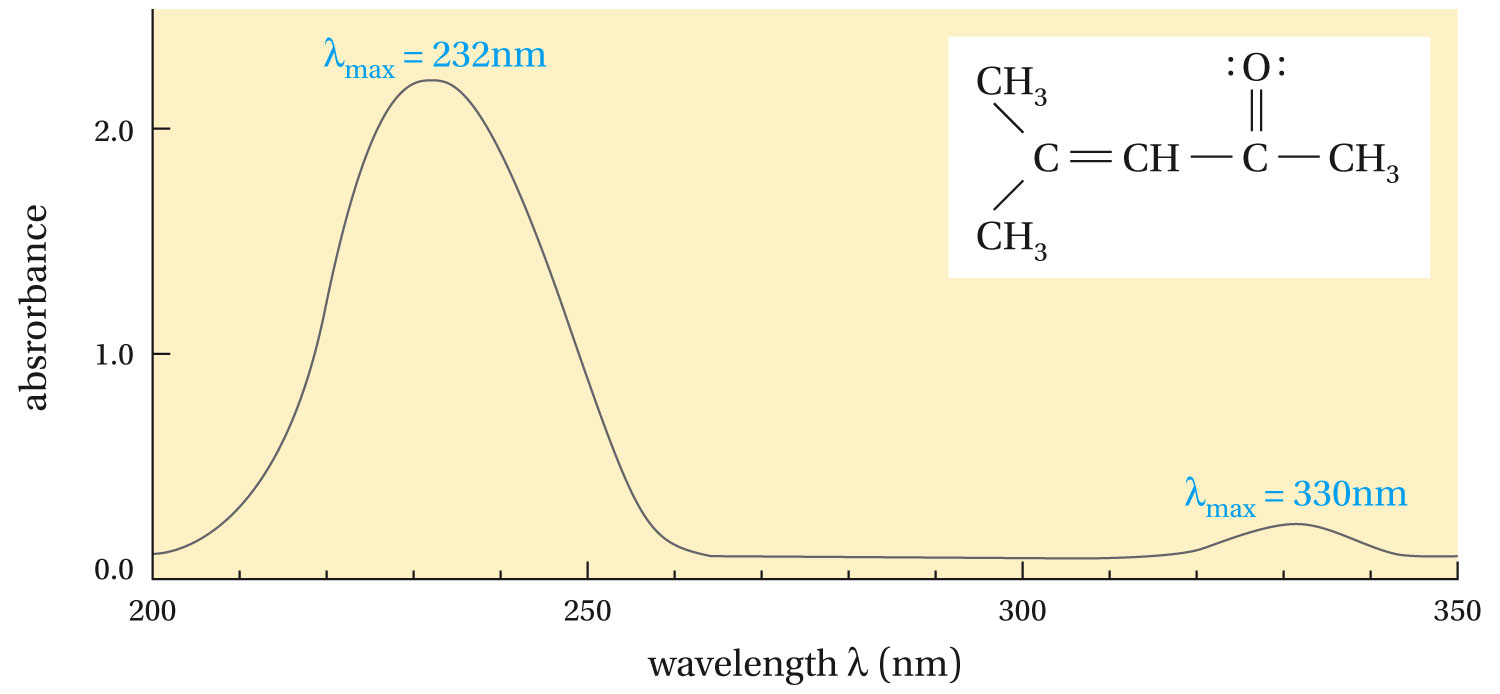 λmax = 232nm
CH3
:O:
C=CH—C—CH3
CH3
2.0
absrorbance
1.0
λmax = 330nm
0.0
200 250 300 350
wavelength λ (nm)